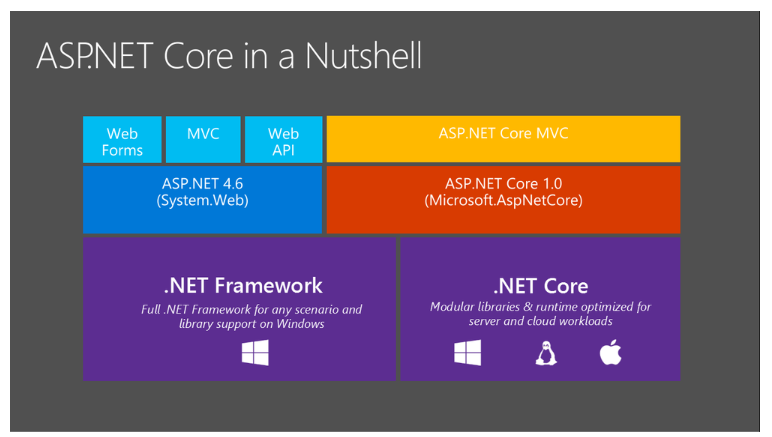 ASP.NET Core in a Nutshell
Web
Forms
MVC
Web
API
ASP.NET Core MVC
ASP.NET 4.6
(System.Web)
ASP.NET Core 1.0
(Microsoft.AspNetCore)
.NET Framework
Full .NET Framework for any scenario and
library support on Windows
.NET Core
Modular libraries & runtime optimized for
server and cloud workloads